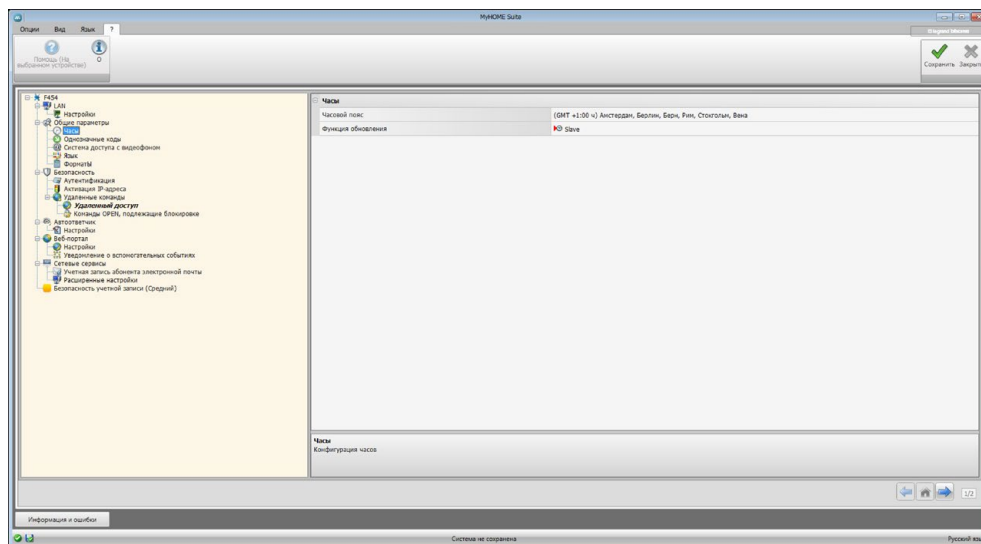 MyHOME Suite
Опции Вид Язык ?
Помощь (На
выбранном устройстве)
О
Сохранить Закрыть
F454
LAN
Настройки
Общие параметры
Часы
Однозначные коды
Система доступа с видеофоном
Язык
Форматы
Безопасность
Аутентификация
Активация IP-адреса
Удаленные команды
Удаленный доступ
Команды OPEN, подлежащие блокировке
Автоответчик
Настройки
Веб-портал
Настройки
Уведомление о вспомогательных событиях
Сетевые сервисы
Учетная запись абонента электронной почты
Расширенные настройки
Безопасность учетной записи (Средний)
Часы
Часовой пояс (GMT +1:00 ч) Амстердам, Берлин, Берн, Рим, Стокгольм, Вена
Функция обновления Slave
Часы
Конфигурация часов
1/2
Информация и ошибки
Система не сохранена
Русский язы